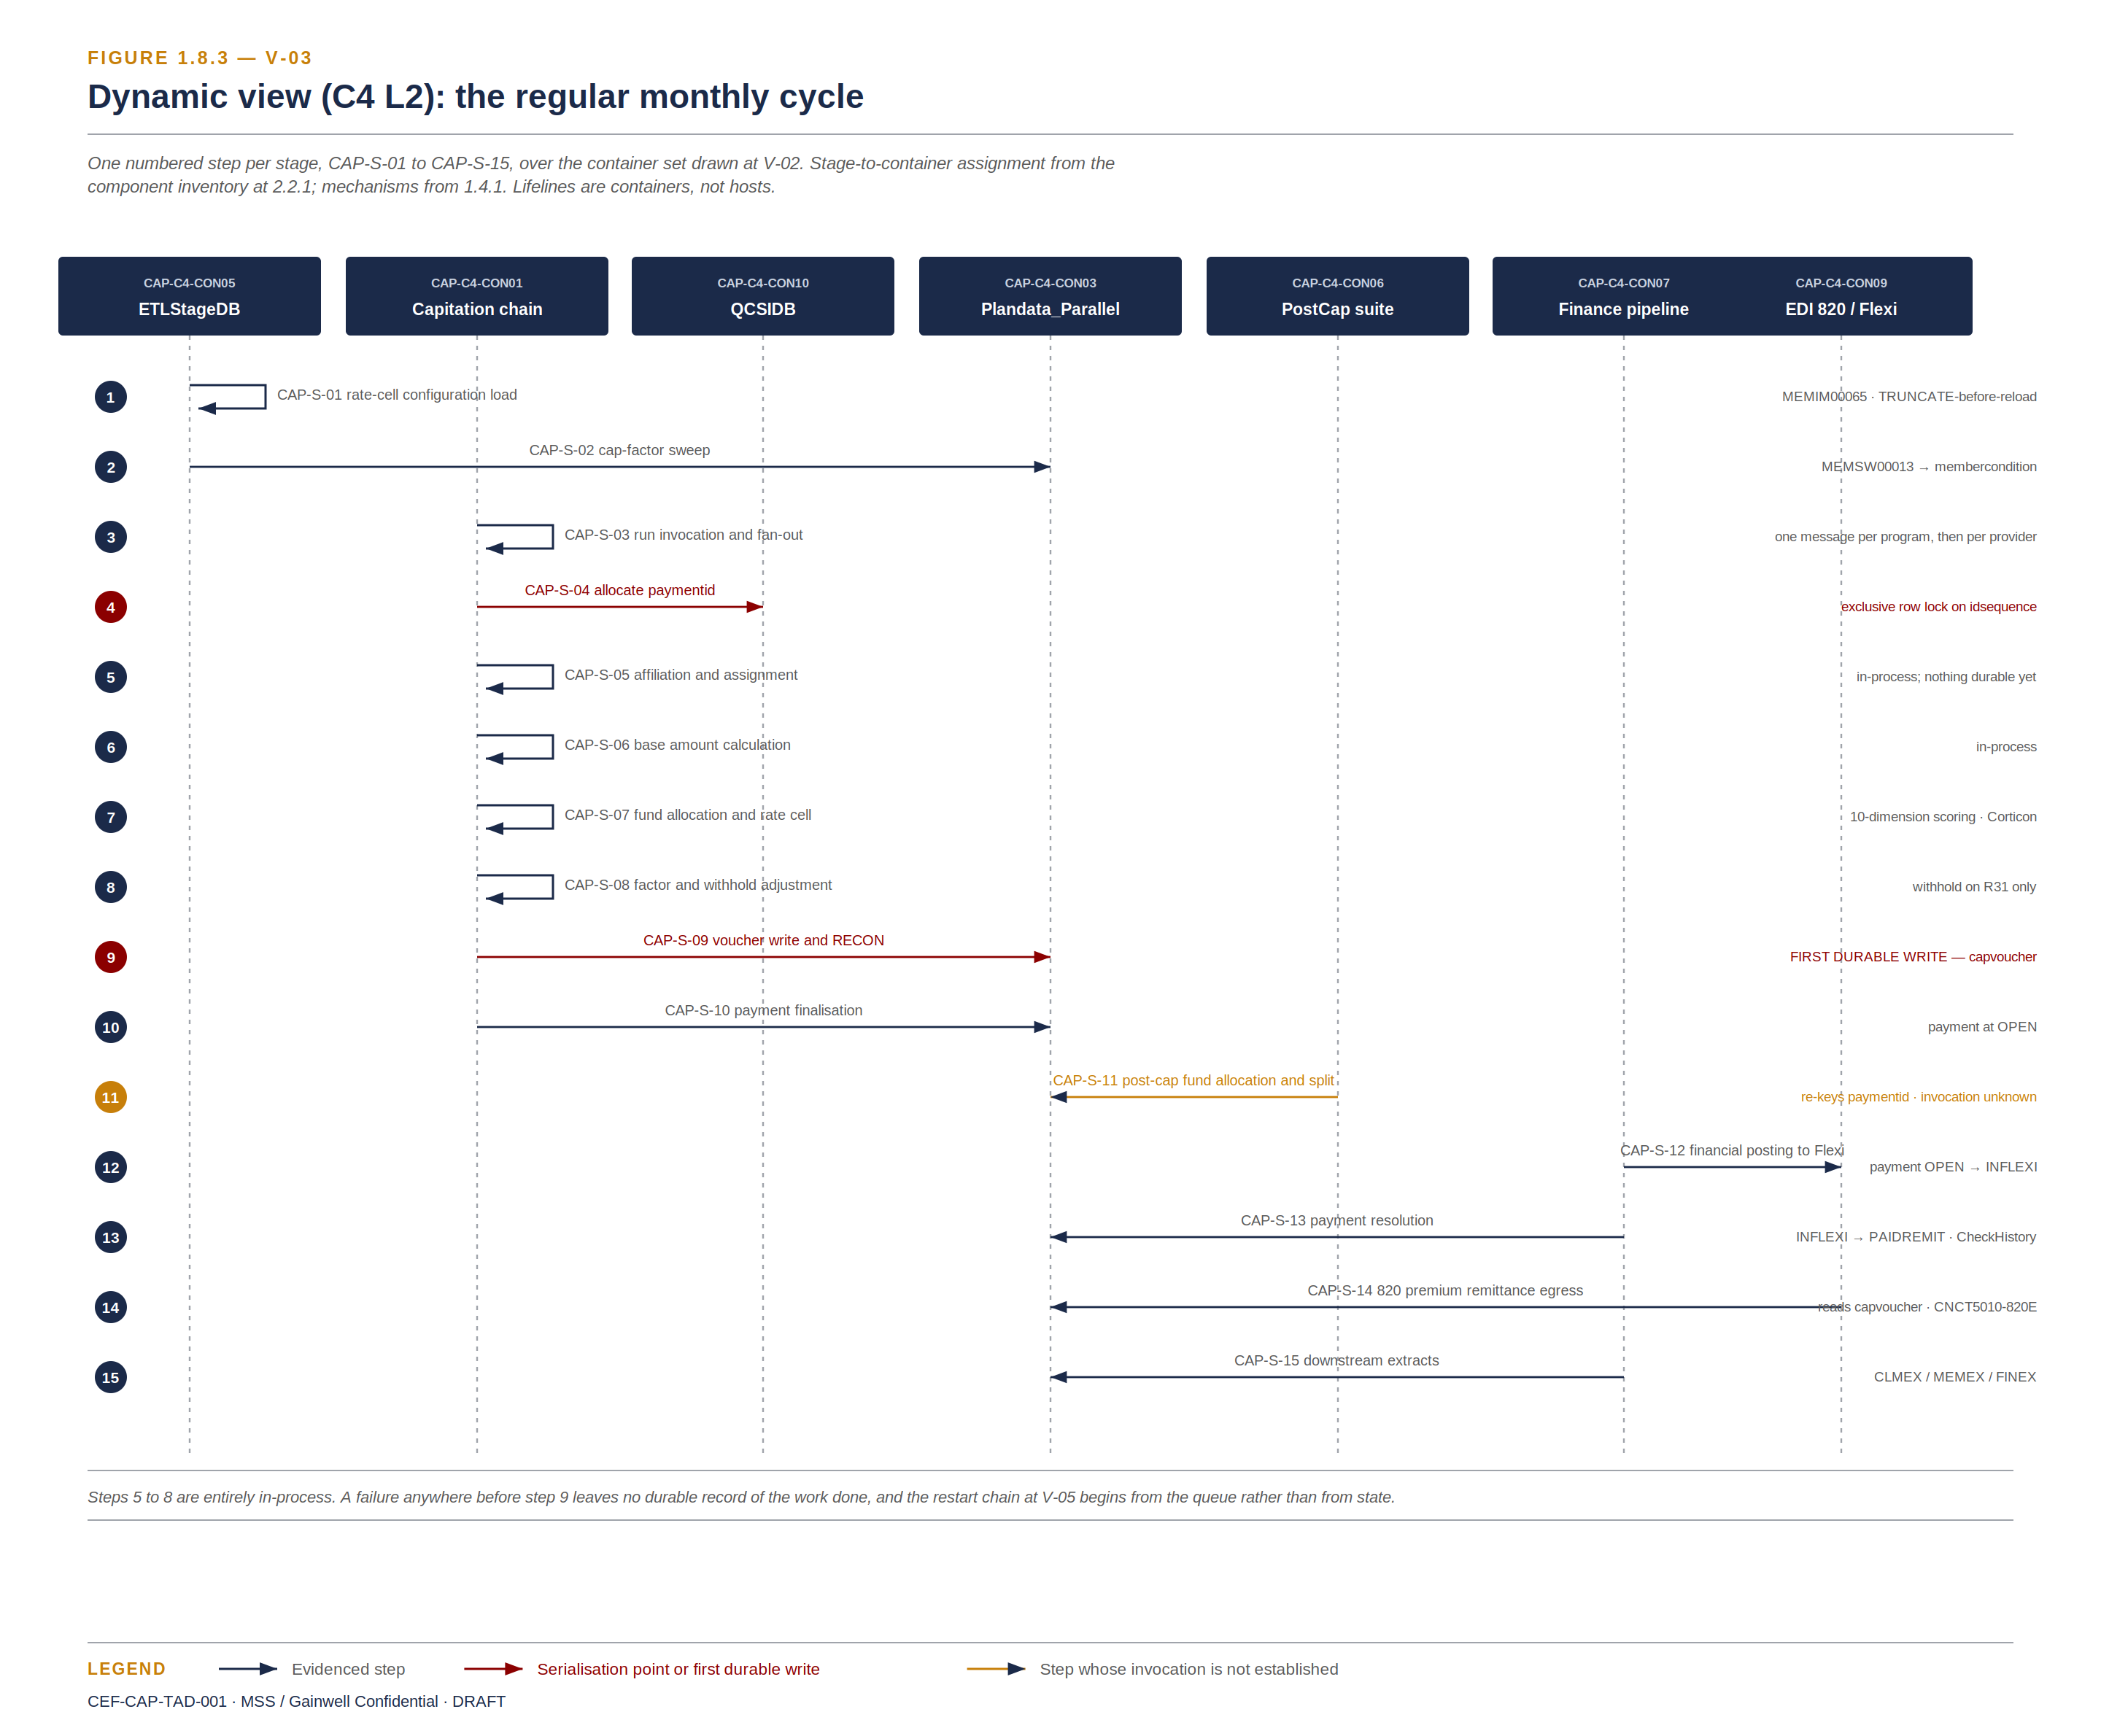 FIGURE 1.8.3 — V-03
Dynamic view (C4 L2): the regular monthly cycle
One numbered step per stage, CAP-S-01 to CAP-S-15, over the container set drawn at V-02. Stage-to-container assignment from the
component inventory at 2.2.1; mechanisms from 1.4.1. Lifelines are containers, not hosts.
CAP-C4-CON05
ETLStageDB
CAP-C4-CON01
Capitation chain
CAP-C4-CON10
QCSIDB
CAP-C4-CON03
Plandata_Parallel
CAP-C4-CON06
PostCap suite
CAP-C4-CON07
Finance pipeline
CAP-C4-CON09
EDI 820 / Flexi
1
CAP-S-01 rate-cell configuration load
MEMIM00065 · TRUNCATE-before-reload
2
CAP-S-02 cap-factor sweep
MEMSW00013 → membercondition
3
CAP-S-03 run invocation and fan-out
one message per program, then per provider
4
CAP-S-04 allocate paymentid
exclusive row lock on idsequence
5
CAP-S-05 affiliation and assignment
in-process; nothing durable yet
6
CAP-S-06 base amount calculation
in-process
7
CAP-S-07 fund allocation and rate cell
10-dimension scoring · Corticon
8
CAP-S-08 factor and withhold adjustment
withhold on R31 only
9
CAP-S-09 voucher write and RECON
FIRST DURABLE WRITE — capvoucher
10
CAP-S-10 payment finalisation
payment at OPEN
11
CAP-S-11 post-cap fund allocation and split
re-keys paymentid · invocation unknown
12
CAP-S-12 financial posting to Flexi
payment OPEN → INFLEXI
13
CAP-S-13 payment resolution
INFLEXI → PAIDREMIT · CheckHistory
14
CAP-S-14 820 premium remittance egress
reads capvoucher · CNCT5010-820E
15
CAP-S-15 downstream extracts
CLMEX / MEMEX / FINEX
Steps 5 to 8 are entirely in-process. A failure anywhere before step 9 leaves no durable record of the work done, and the restart chain at V-05 begins from the queue rather than from state.
LEGEND
Evidenced step
Serialisation point or first durable write
Step whose invocation is not established
CEF-CAP-TAD-001 · MSS / Gainwell Confidential · DRAFT